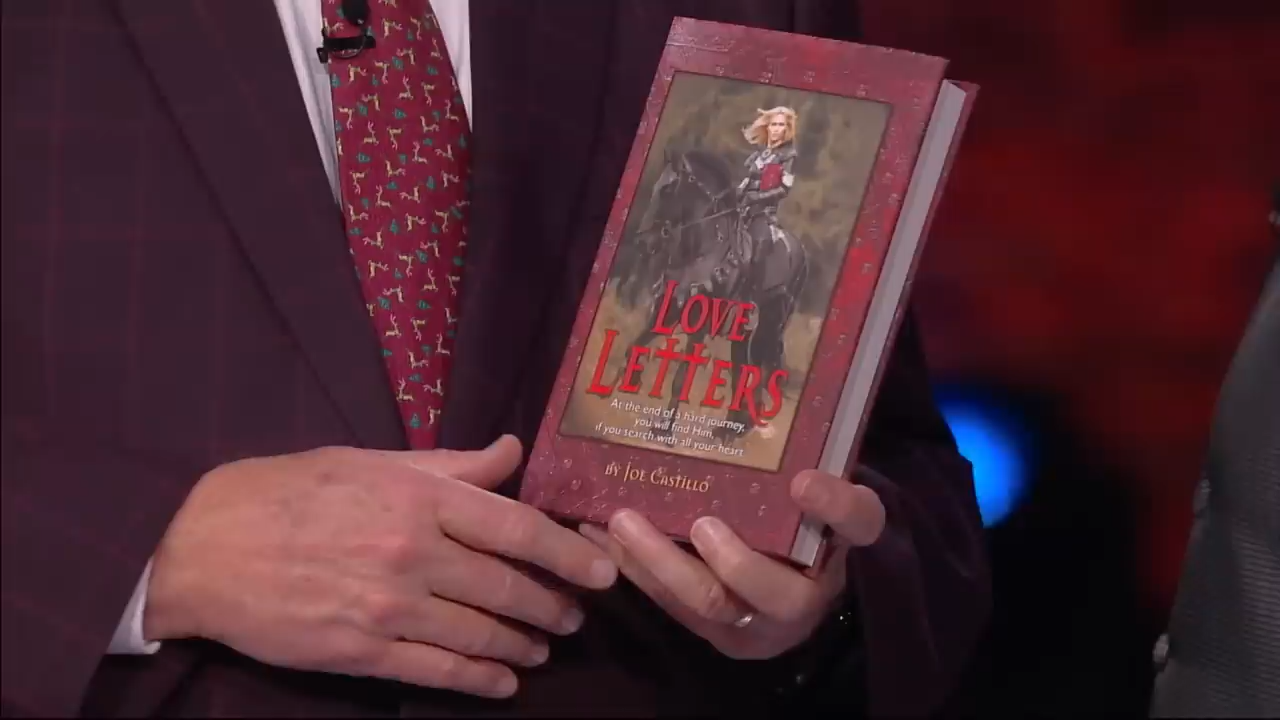 LOVE
LETTERS
At the end of a hard journey,
you will find Him,
if you search with all your heart
BY JOE CASTILLO